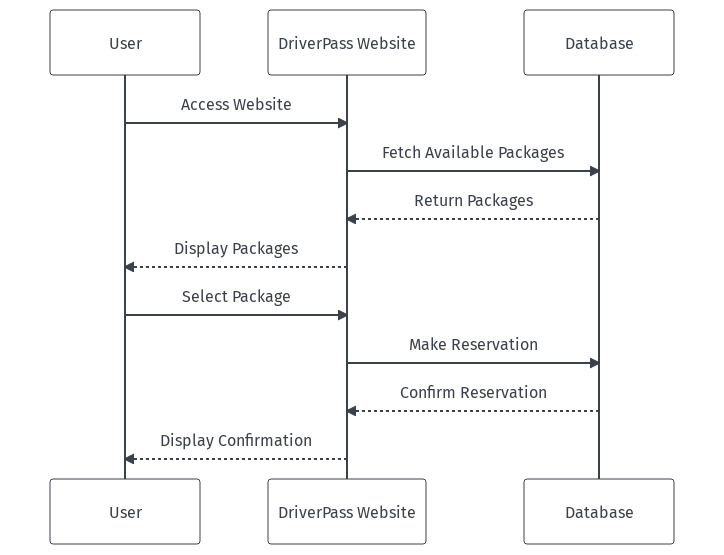 User
DriverPass Website
Database
Access Website
Fetch Available Packages
Return Packages
Display Packages
Select Package
Make Reservation
Confirm Reservation
Display Confirmation
User
DriverPass Website
Database